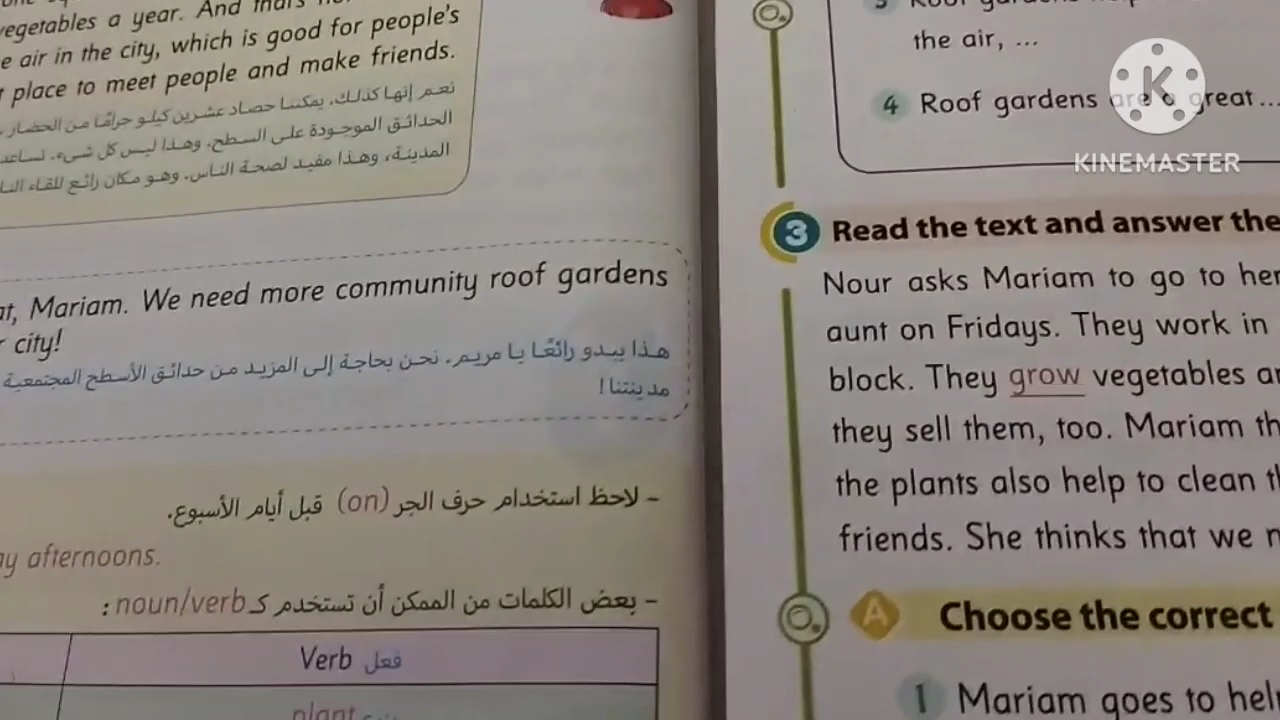 vegetables a year. And that's
e air in the city, which is good for people's
place to meet people and make friends.
نعم إنها كذلك. يمكننا حصاد عشرين كيلو جرامًا من الخضار
الحدائق الموجودة على السطح. وهذا ليس كل شيء. تساعد
المدينة، وهذا مفيد لصحة الناس. وهو مكان رائع للقاء
at, Mariam. We need more community roof gardens
city!
هذا يبدو رائعًا يا مريم. نحن بحاجة إلى المزيد من حدائق الأسطح المجتمعية
مدينتنا!
- لاحظ استخدام حرف الجر (on) قبل أيام الأسبوع.
ay afternoons.
- بعض الكلمات من الممكن أن تستخدم كـ noun/verb :
Verb فعل
plant
the air, ...
4 Roof gardens are a great ...
KINEMASTER
3 Read the text and answer the
Nour asks Mariam to go to her
aunt on Fridays. They work in
block. They grow vegetables
they sell them, too. Mariam
the plants also help to clean
friends. She thinks that we
A Choose the correct
1 Mariam goes to help